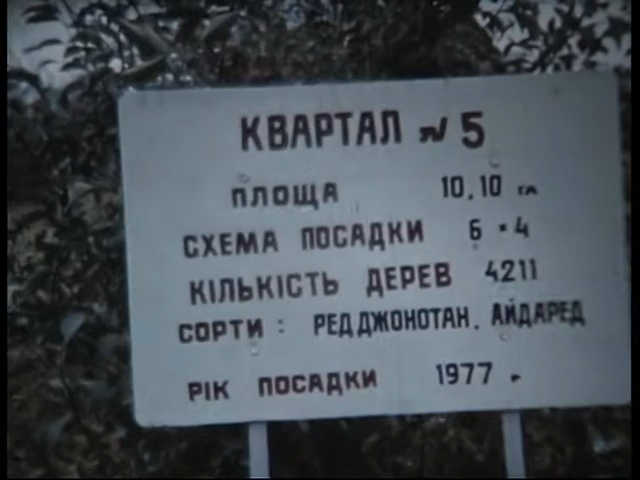 КВАРТАЛ № 5
ПЛОЩА 10,10 га
СХЕМА ПОСАДКИ 6×4
КІЛЬКІСТЬ ДЕРЕВ 4211
СОРТИ: РЕДДЖОНОТАН, АЙДАРЕД
РІК ПОСАДКИ 1977 р